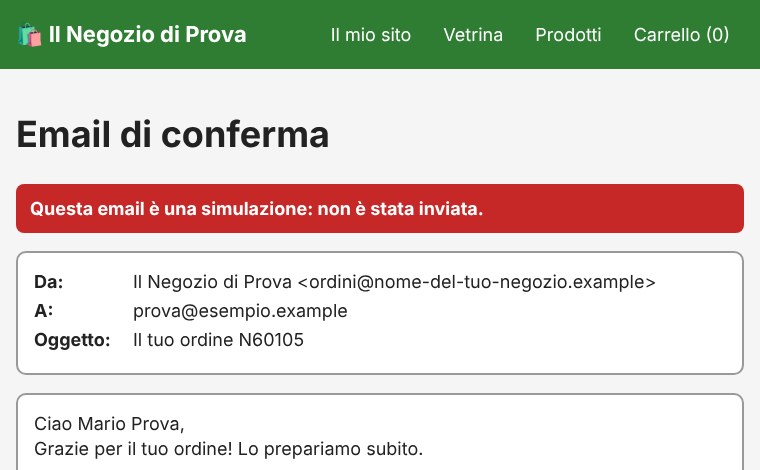 Il Negozio di Prova
Il mio sito
Vetrina
Prodotti
Carrello (0)
Email di conferma
Questa email è una simulazione: non è stata inviata.
Da: Il Negozio di Prova <ordini@nome-del-tuo-negozio.example>
A: prova@esempio.example
Oggetto: Il tuo ordine N60105
Ciao Mario Prova,
Grazie per il tuo ordine! Lo prepariamo subito.